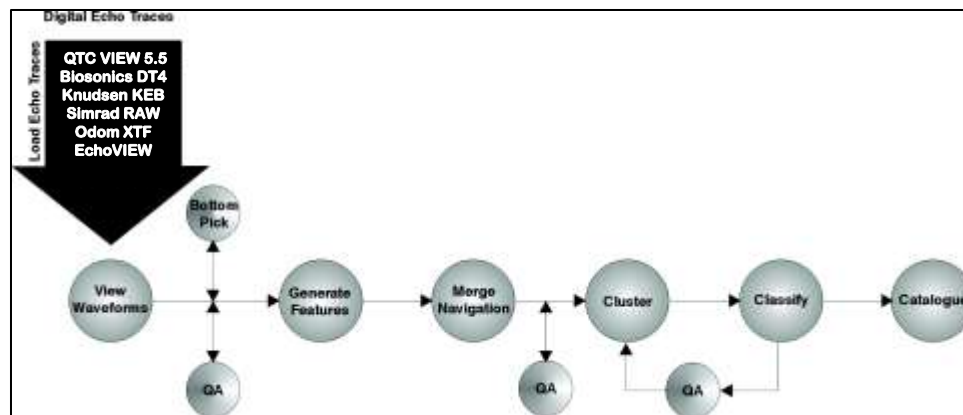 Digital Echo Traces
Load Echo Traces
QTC VIEW 5.5
Biosonics DT4
Knudsen KEB
Simrad RAW
Odom XTF
EchoVIEW
Bottom
Pick
View
Waveforms
Generate
Features
Merge
Navigation
Cluster
Classify
Catalogue
QA
QA
QA